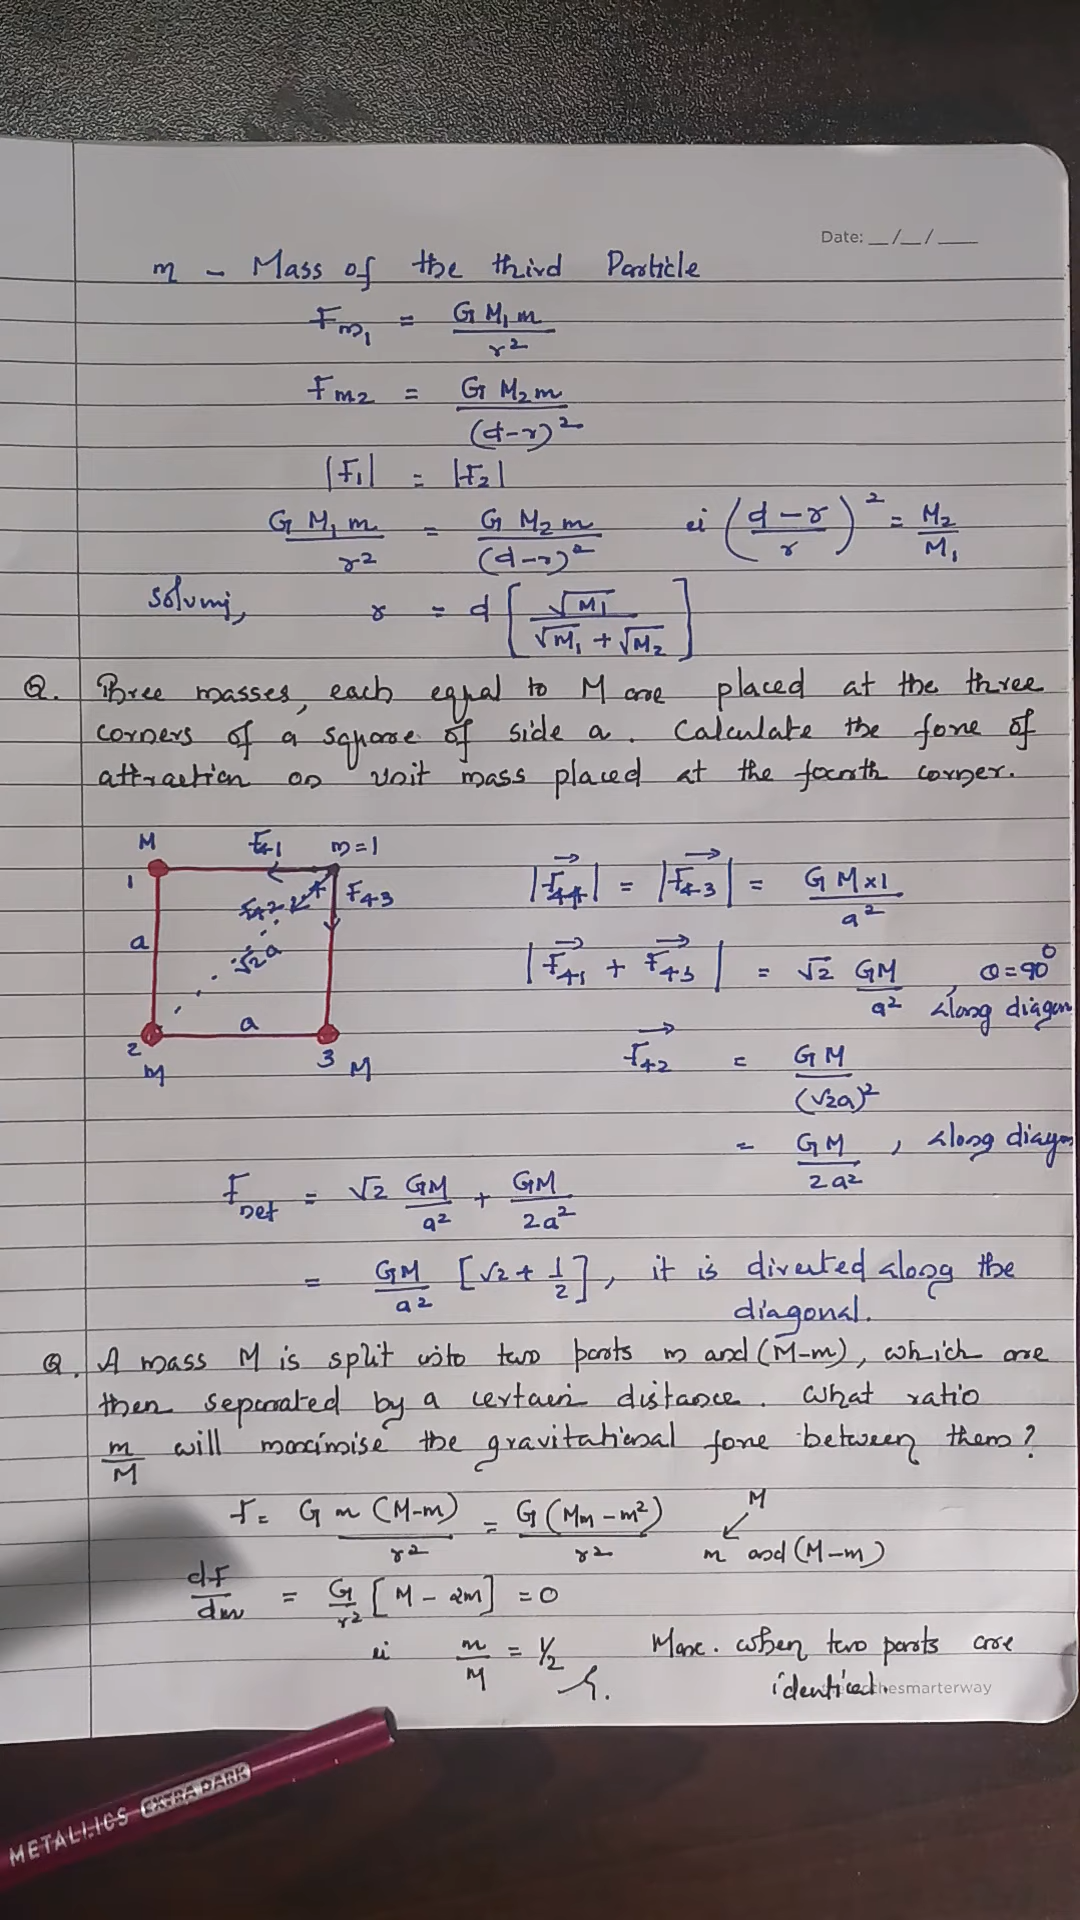 Date: __/__/____
m - Mass of the third Particle
Fm1 = G M1 m / r²
Fm2 = G M2 m / (d-r)²
|F1| = |F2|
G M1 m / r² = G M2 m / (d-r)² ie ((d-r)/r)² = M2/M1
Solving, r = d [√M1 / (√M1 + √M2)]
Q. Three masses, each equal to M are placed at the three
corners of a square of side a. Calculate the force of
attraction on unit mass placed at the fourth corner.
M F41 m=1
1 F42 F43
a √2a
a
2 3 M
M
|F41| = |F43| = G M×1 / a²
|F41 + F43| = √2 GM/a², θ=90°
along diagon
F42 = GM / (√2a)²
= GM / 2a², along diagon
Fnet = √2 GM/a² + GM/2a²
= GM/a² [√2 + 1/2], it is directed along the
diagonal.
Q. A mass M is split into two parts m and (M-m), which are
then seperated by a certain distance. What ratio
m/M will maximise the gravitational force between them?
F = G m (M-m) / r² = G (Mm - m²) / r² M
m and (M-m)
dF/dm = G/r² [M - 2m] = 0
ie m/M = 1/2 Max. when two parts are
identical.
hesmarterway
METALLICS EXTRA DARK